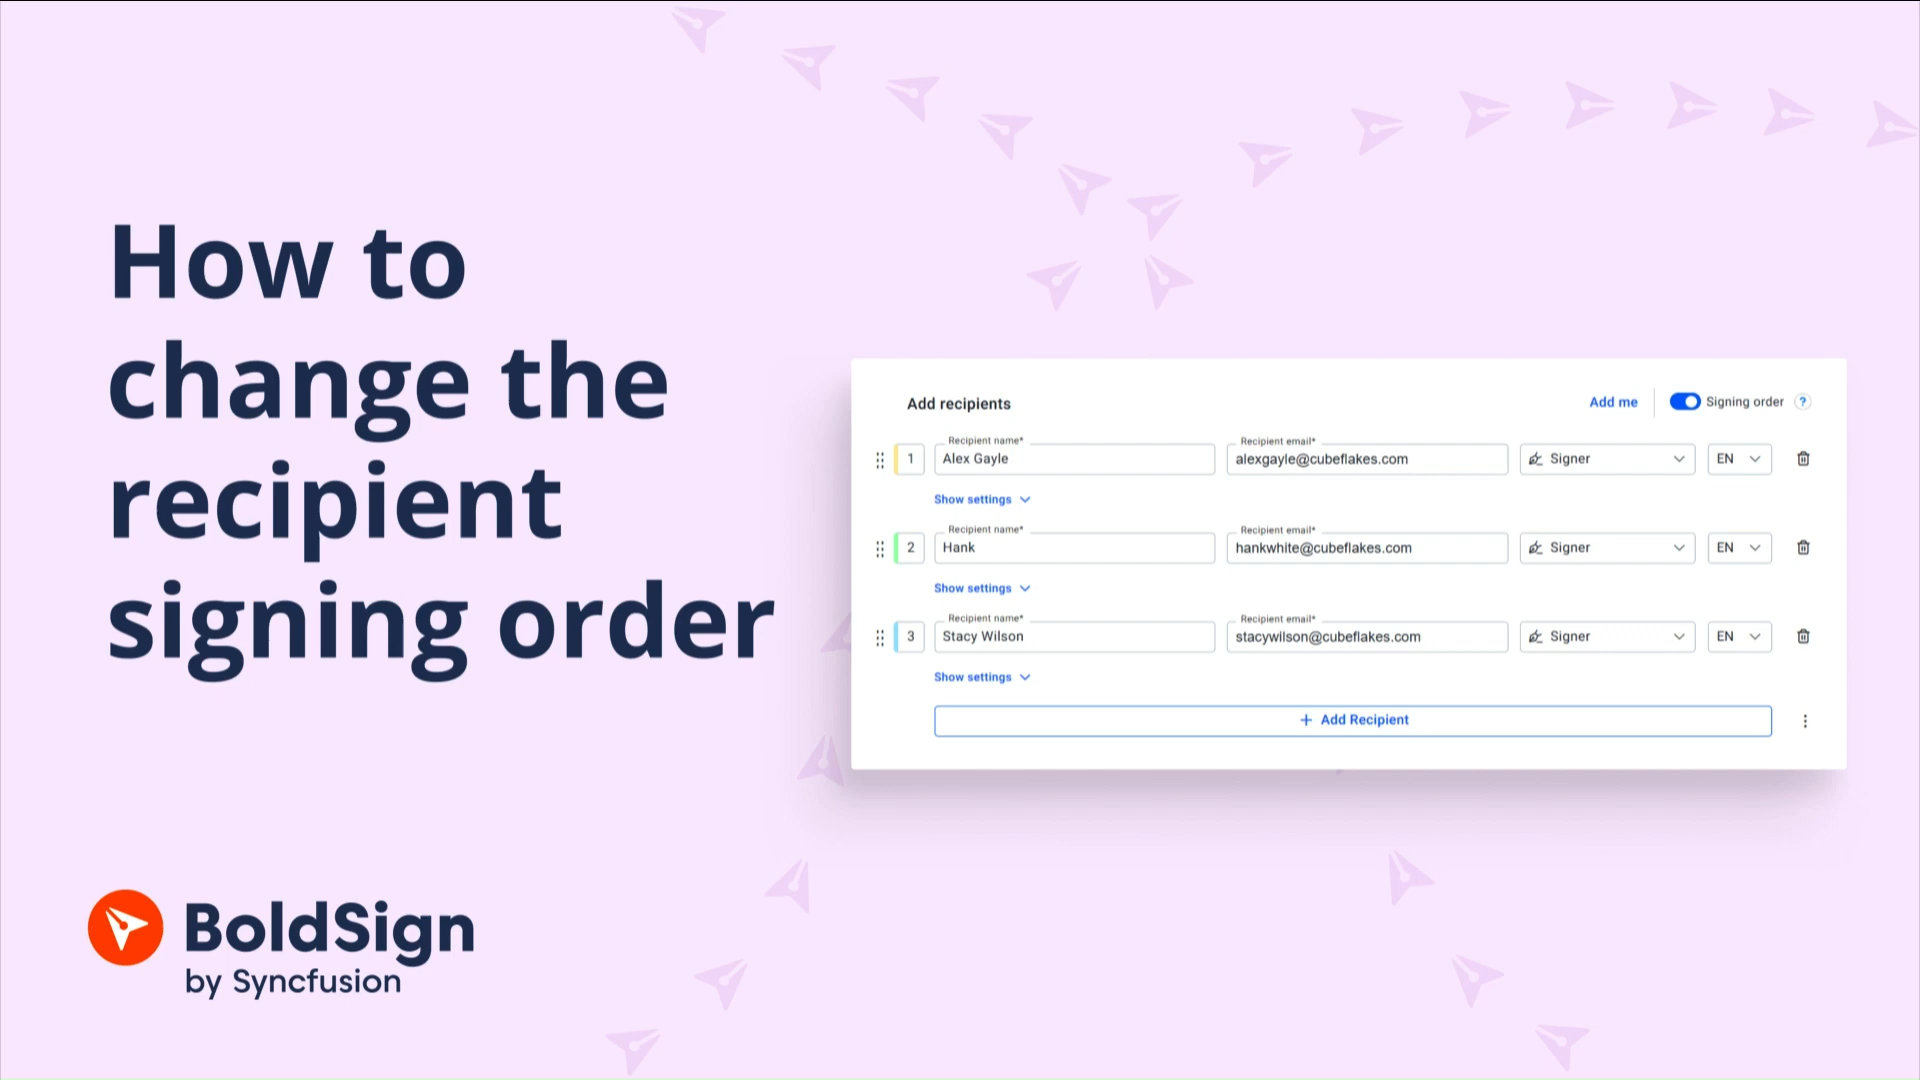 How to
change the
recipient
signing order
BoldSign
by Syncfusion
Add recipients
Add me
Signing order ?
Recipient name*
Recipient email*
1 Alex Gayle alexgayle@cubeflakes.com Signer EN
Show settings
Recipient name*
Recipient email*
2 Hank hankwhite@cubeflakes.com Signer EN
Show settings
Recipient name*
Recipient email*
3 Stacy Wilson stacywilson@cubeflakes.com Signer EN
Show settings
+ Add Recipient